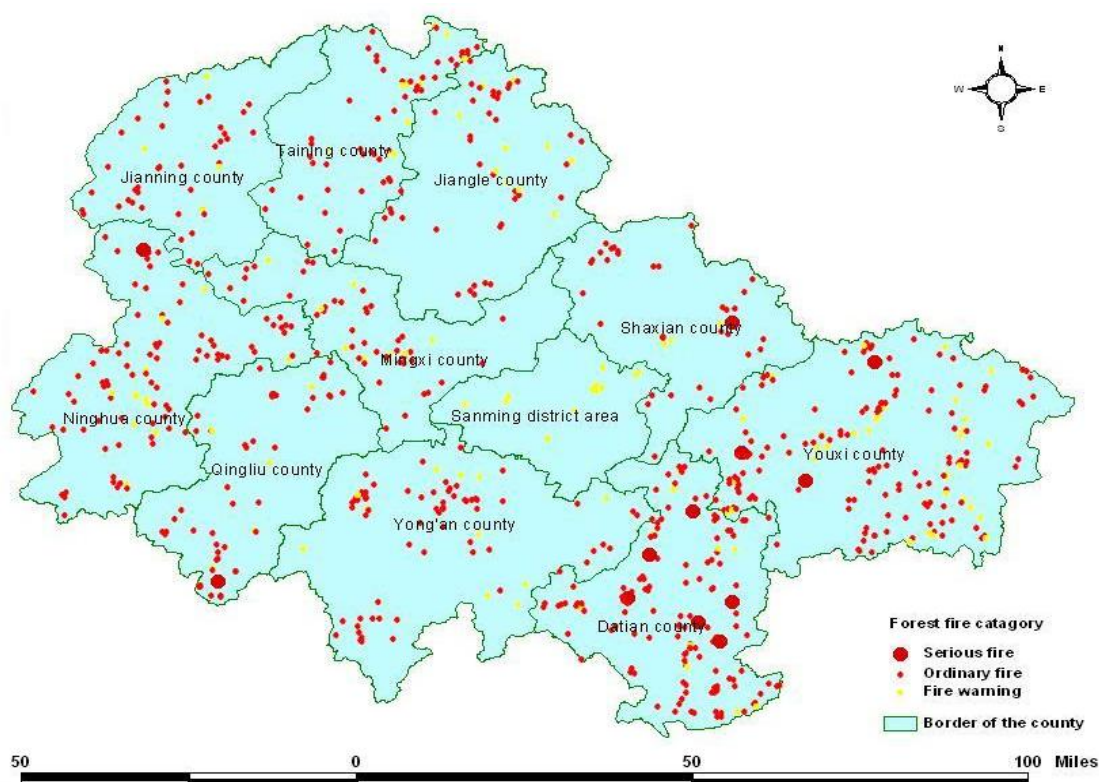 N
W E
S
Taining county
Jianning county
Jiangle county
Shaxian county
Mingxi county
Ninghua county
Sanming district area
Qingliu county
Youxi county
Yong'an county
Datian county
Forest fire catagory
Serious fire
Ordinary fire
Fire warning
Border of the county
50 0 50 100 Miles